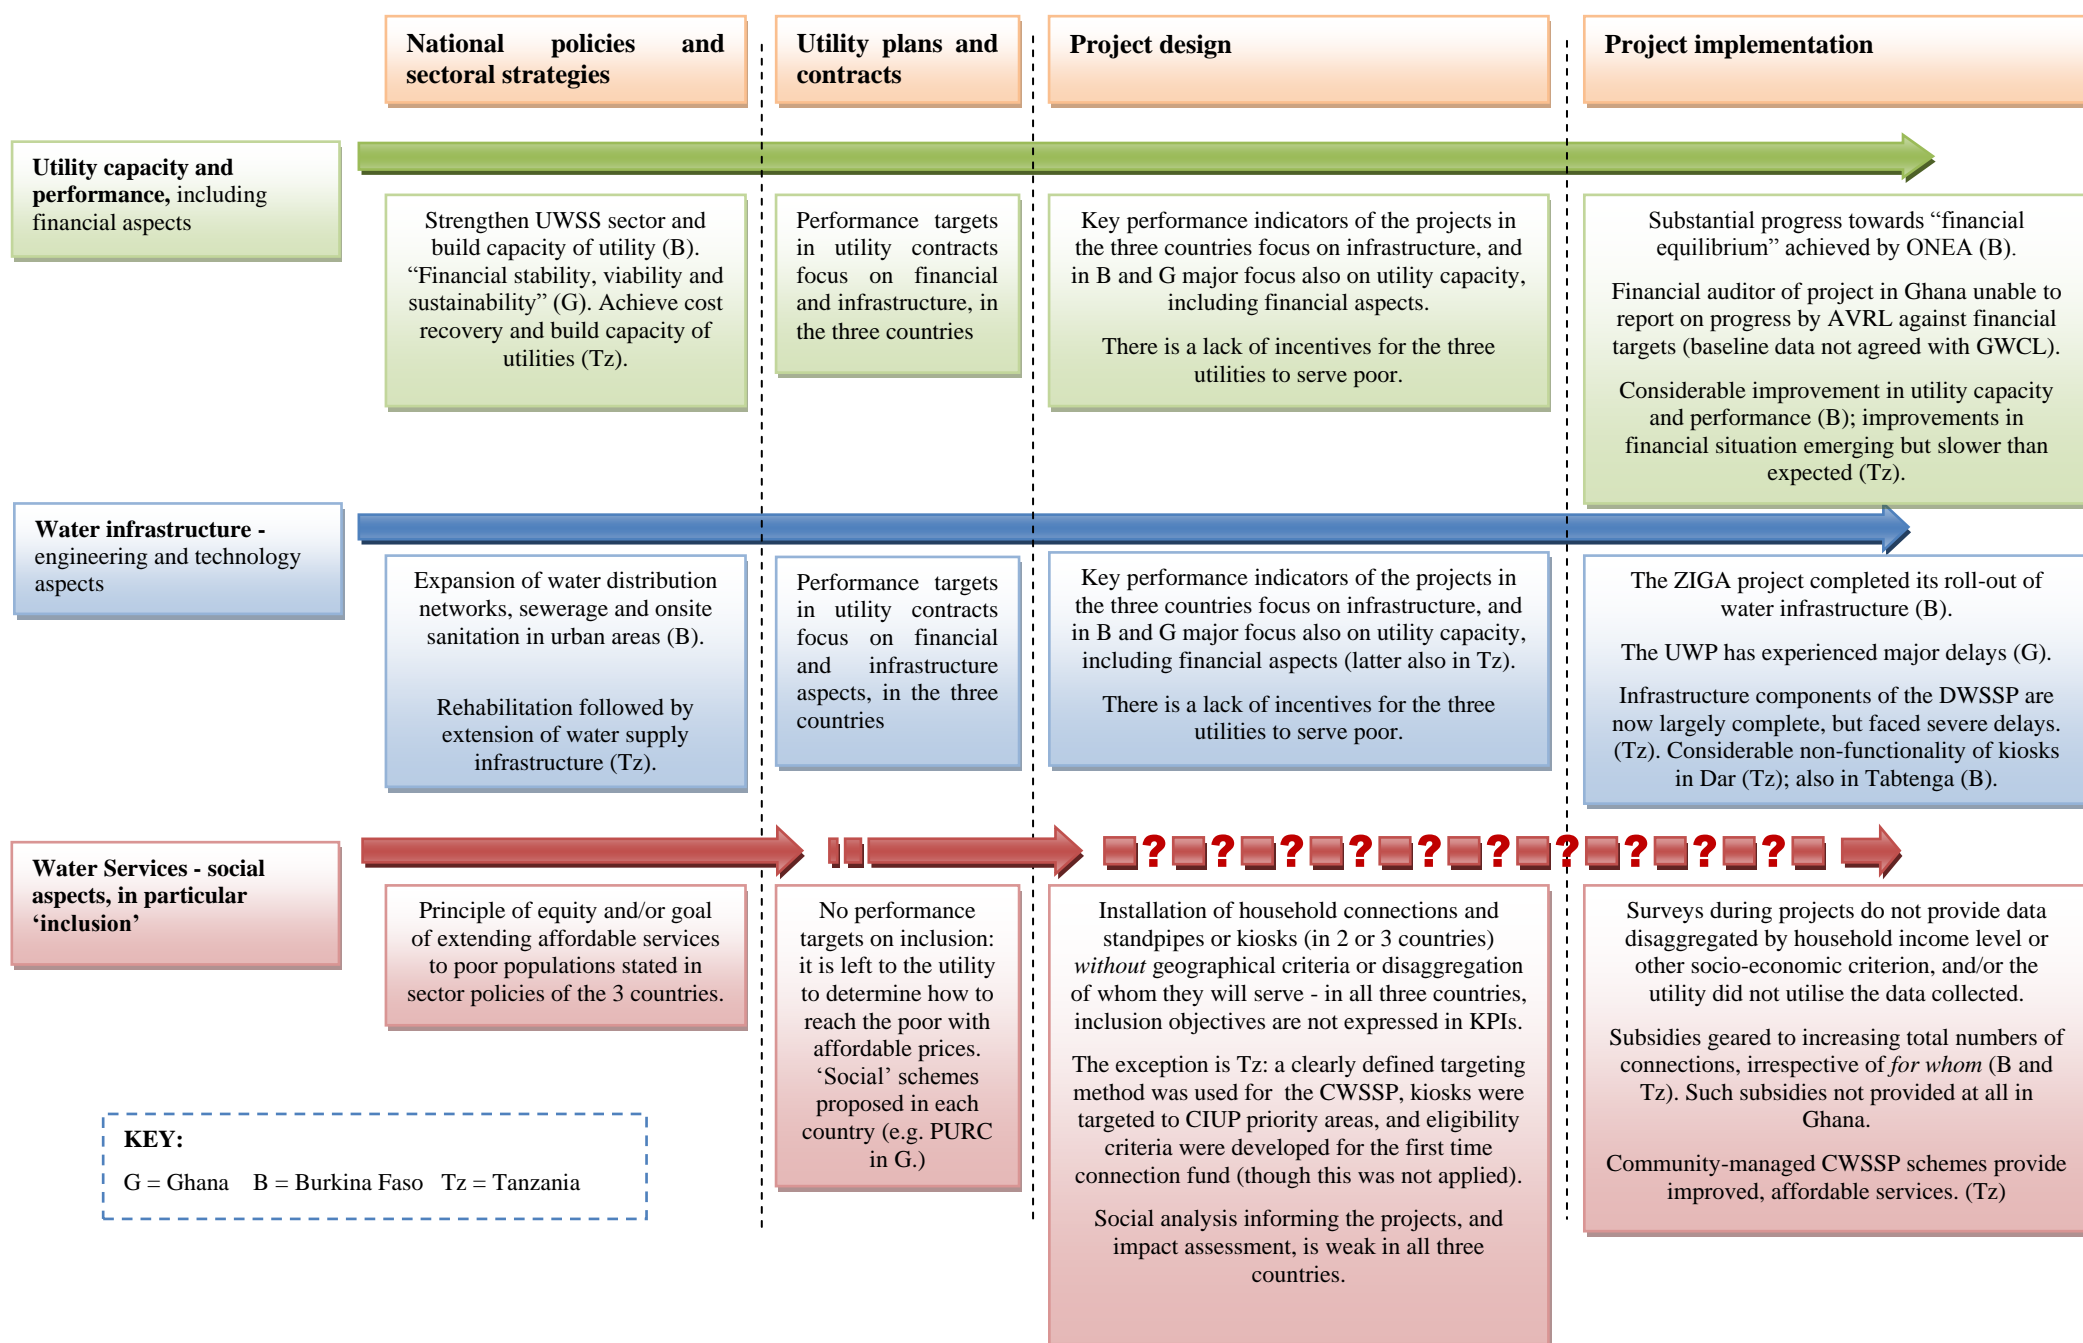 National policies and
sectoral strategies
Utility plans and
contracts
Project design
Project implementation
Utility capacity and
performance, including
financial aspects
Strengthen UWSS sector and
build capacity of utility (B).
“Financial stability, viability and
sustainability” (G). Achieve cost
recovery and build capacity of
utilities (Tz).
Performance targets
in utility contracts
focus on financial
and infrastructure, in
the three countries
Key performance indicators of the projects in
the three countries focus on infrastructure, and
in B and G major focus also on utility capacity,
including financial aspects.
There is a lack of incentives for the three
utilities to serve poor.
Substantial progress towards “financial
equilibrium” achieved by ONEA (B).
Financial auditor of project in Ghana unable to
report on progress by AVRL against financial
targets (baseline data not agreed with GWCL).
Considerable improvement in utility capacity
and performance (B); improvements in
financial situation emerging but slower than
expected (Tz).
Water infrastructure -
engineering and technology
aspects
Expansion of water distribution
networks, sewerage and onsite
sanitation in urban areas (B).
Rehabilitation followed by
extension of water supply
infrastructure (Tz).
Performance targets
in utility contracts
focus on financial
and infrastructure
aspects, in the three
countries
Key performance indicators of the projects in
the three countries focus on infrastructure, and
in B and G major focus also on utility capacity,
including financial aspects (latter also in Tz).
There is a lack of incentives for the three
utilities to serve poor.
The ZIGA project completed its roll-out of
water infrastructure (B).
The UWP has experienced major delays (G).
Infrastructure components of the DWSSP are
now largely complete, but faced severe delays.
(Tz). Considerable non-functionality of kiosks
in Dar (Tz); also in Tabtenga (B).
? ? ? ? ? ? ? ? ? ?
Water Services - social
aspects, in particular
‘inclusion’
Principle of equity and/or goal
of extending affordable services
to poor populations stated in
sector policies of the 3 countries.
No performance
targets on inclusion:
it is left to the utility
to determine how to
reach the poor with
affordable prices.
‘Social’ schemes
proposed in each
country (e.g. PURC
in G.)
Installation of household connections and
standpipes or kiosks (in 2 or 3 countries)
without geographical criteria or disaggregation
of whom they will serve - in all three countries,
inclusion objectives are not expressed in KPIs.
The exception is Tz: a clearly defined targeting
method was used for the CWSSP, kiosks were
targeted to CIUP priority areas, and eligibility
criteria were developed for the first time
connection fund (though this was not applied).
Social analysis informing the projects, and
impact assessment, is weak in all three
countries.
Surveys during projects do not provide data
disaggregated by household income level or
other socio-economic criterion, and/or the
utility did not utilise the data collected.
Subsidies geared to increasing total numbers of
connections, irrespective of for whom (B and
Tz). Such subsidies not provided at all in
Ghana.
Community-managed CWSSP schemes provide
improved, affordable services. (Tz)
KEY:
G = Ghana B = Burkina Faso Tz = Tanzania